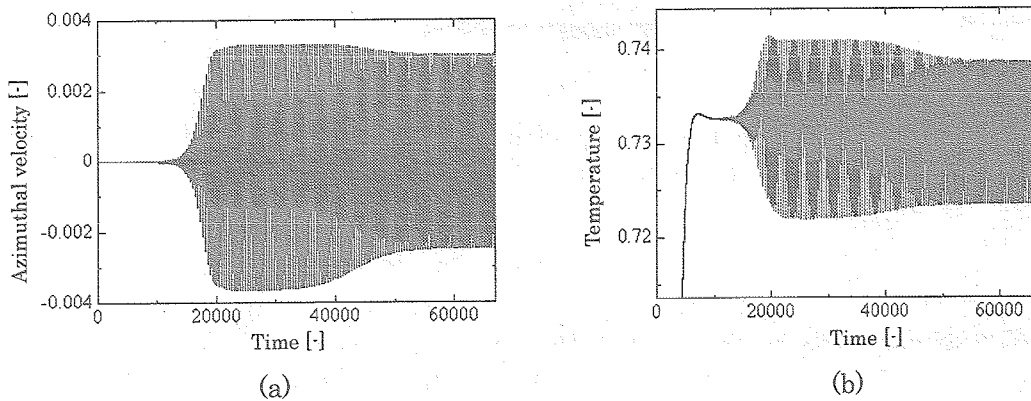 0.004
0.002
0
-0.002
-0.004
Azimuthal velocity [-]
0 20000 40000 60000
Time [-]
(a)
0.74
0.73
0.72
Temperature [-]
0 20000 40000 60000
Time [-]
(b)